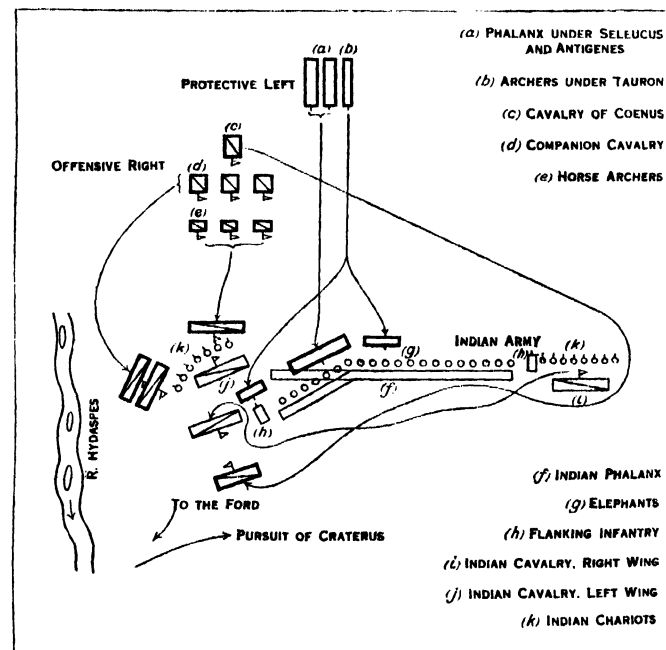 (a) PHALANX UNDER SELEUCUS
AND ANTIGENES
(b) ARCHERS UNDER TAURON
(c) CAVALRY OF COENUS
(d) COMPANION CAVALRY
(e) HORSE ARCHERS
(a) (b)
PROTECTIVE LEFT
(c)
OFFENSIVE RIGHT
(d)
(e)
INDIAN ARMY
(k)
(h)
(g)
(k)
(j)
(f)
(i)
(h)
R. HYDASPES
TO THE FORD
PURSUIT OF CRATERUS
(f) INDIAN PHALANX
(g) ELEPHANTS
(h) FLANKING INFANTRY
(i) INDIAN CAVALRY, RIGHT WING
(j) INDIAN CAVALRY. LEFT WING
(k) INDIAN CHARIOTS